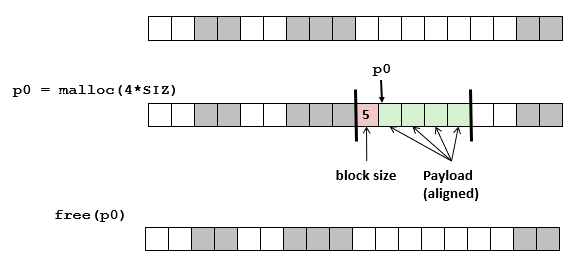 p0
p0 = malloc(4*SIZ)
5
block size
Payload
(aligned)
free(p0)